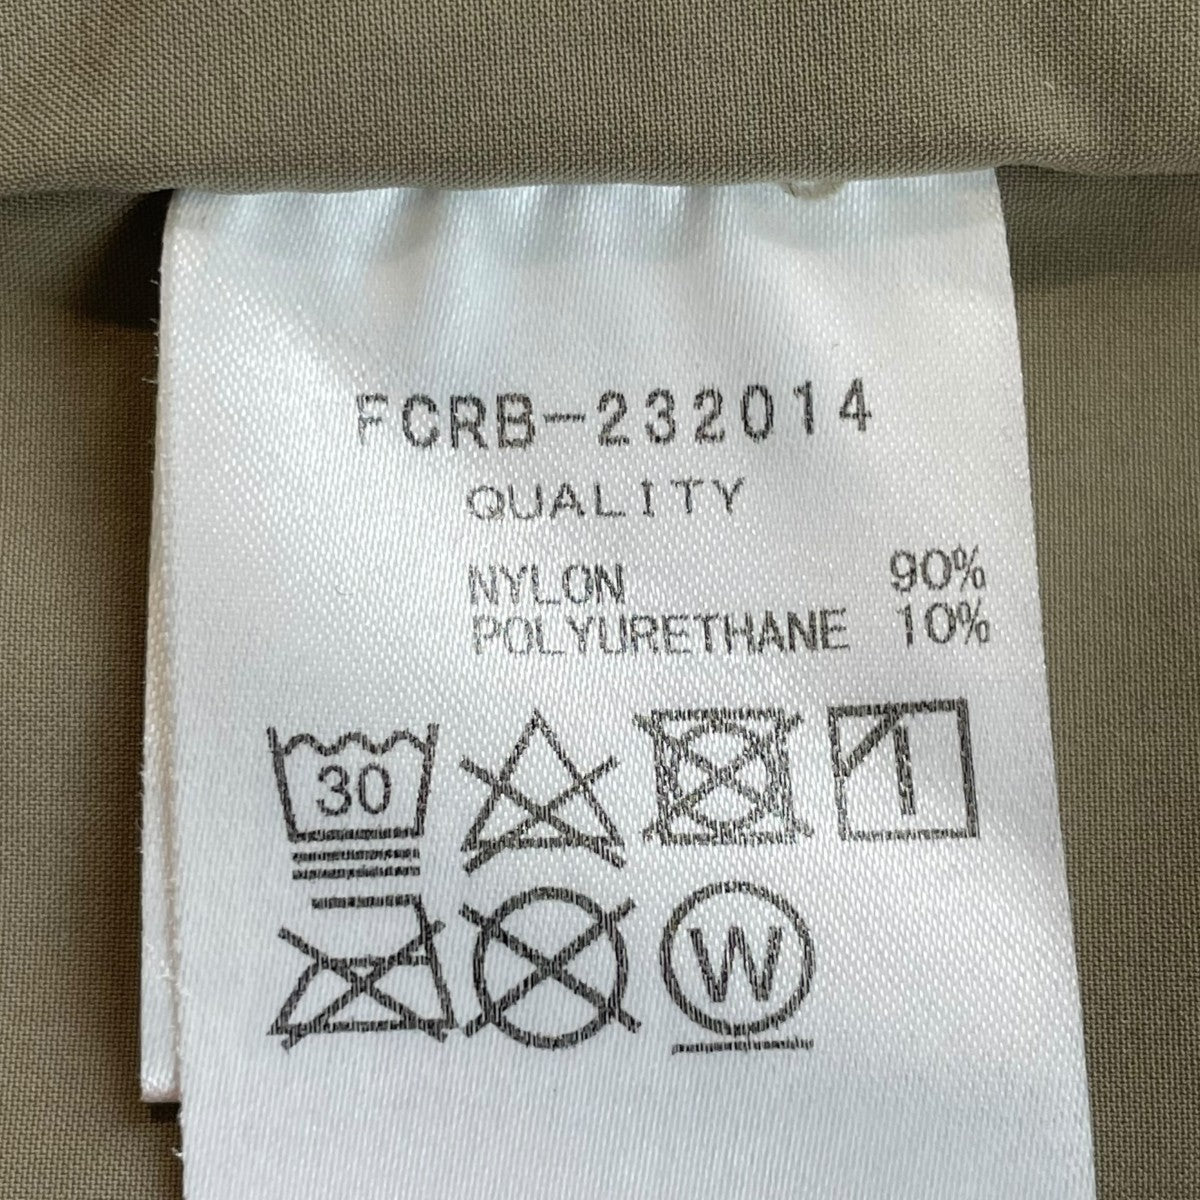 FCRB-232014
QUALITY
NYLON 90%
POLYURETHANE 10%
30
W